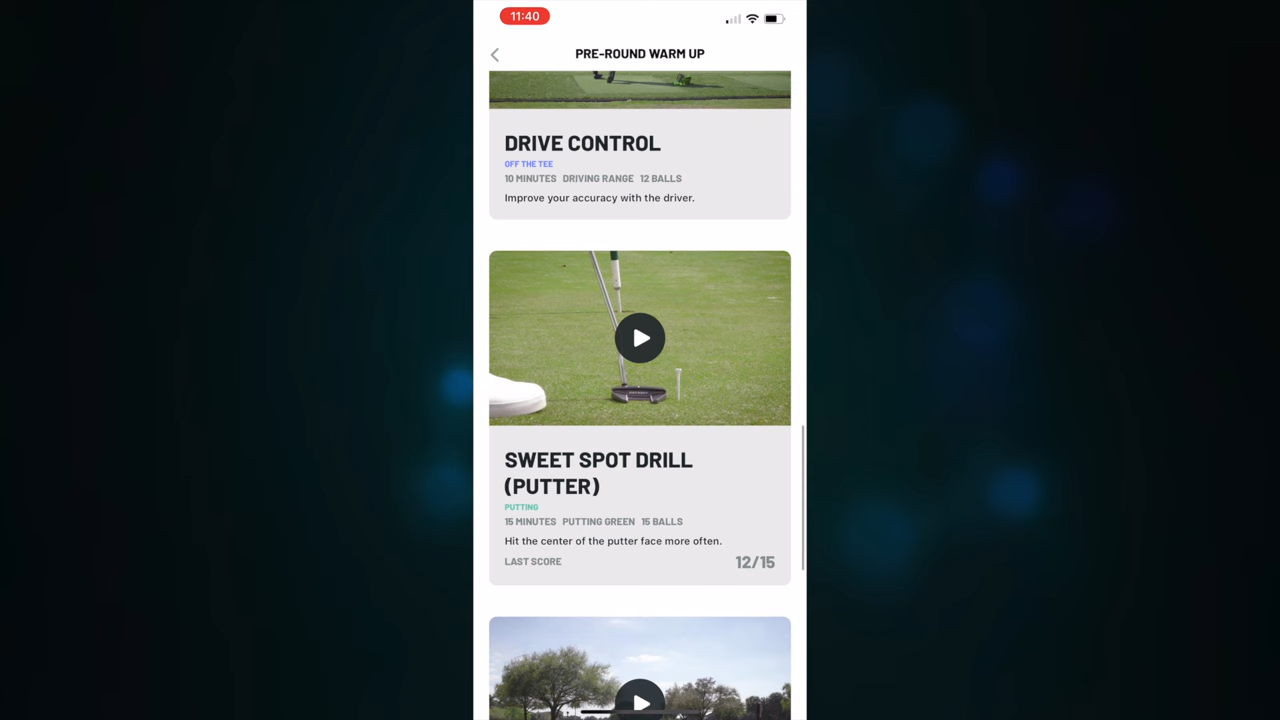 11:40
PRE-ROUND WARM UP
DRIVE CONTROL
OFF THE TEE
10 MINUTES DRIVING RANGE 12 BALLS
Improve your accuracy with the driver.
SWEET SPOT DRILL
(PUTTER)
PUTTING
15 MINUTES PUTTING GREEN 15 BALLS
Hit the center of the putter face more often.
LAST SCORE 12/15